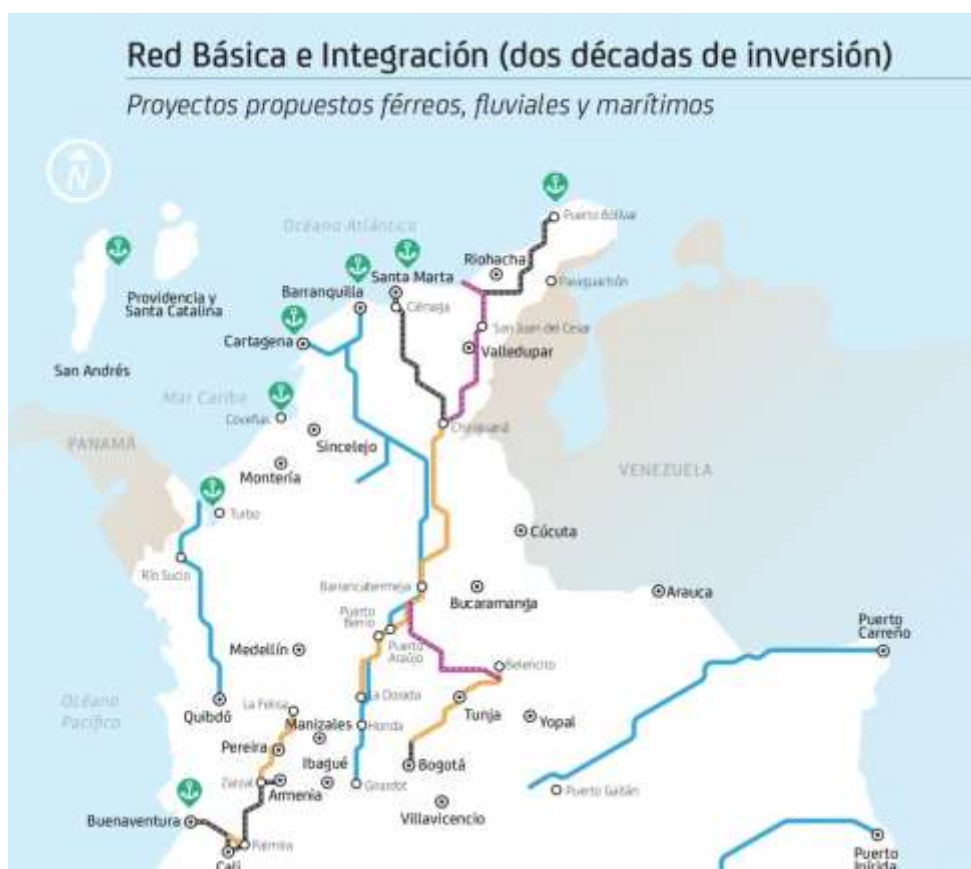 Red Básica e Integración (dos décadas de inversión)
Proyectos propuestos férreos, fluviales y marítimos
N
Océano Atlántico
Puerto Bolívar
Riohacha
Santa Marta
Paraguachón
Providencia y
Santa Catalina
Barranquilla
Ciénaga
San Juan del Cesar
Cartagena
Valledupar
San Andrés
Mar Caribe
Coveñas
Chiriguaná
PANAMÁ
Sincelejo
VENEZUELA
Montería
Turbo
Cúcuta
Río Sucio
Barrancabermeja
Bucaramanga
Arauca
Puerto
Berrío
Puerto
Carreño
Medellín
Puerto
Araújo
Belencito
Océano
Pacífico
La Dorada
Quibdó
La Felisa
Tunja
Yopal
Manizales
Honda
Pereira
Ibagué
Bogotá
Zarzal
Armenia
Girardot
Puerto Gaitán
Villavicencio
Buenaventura
Palmira
Puerto
Inírida
Cali